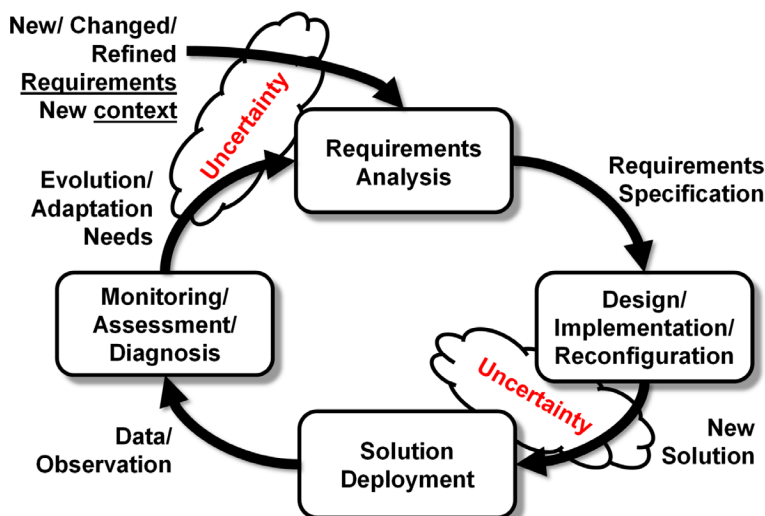 New/ Changed/
Refined
Requirements
New context
Uncertainty
Requirements
Analysis
Requirements
Specification
Evolution/
Adaptation
Needs
Monitoring/
Assessment/
Diagnosis
Design/
Implementation/
Reconfiguration
Uncertainty
Data/
Observation
Solution
Deployment
New
Solution